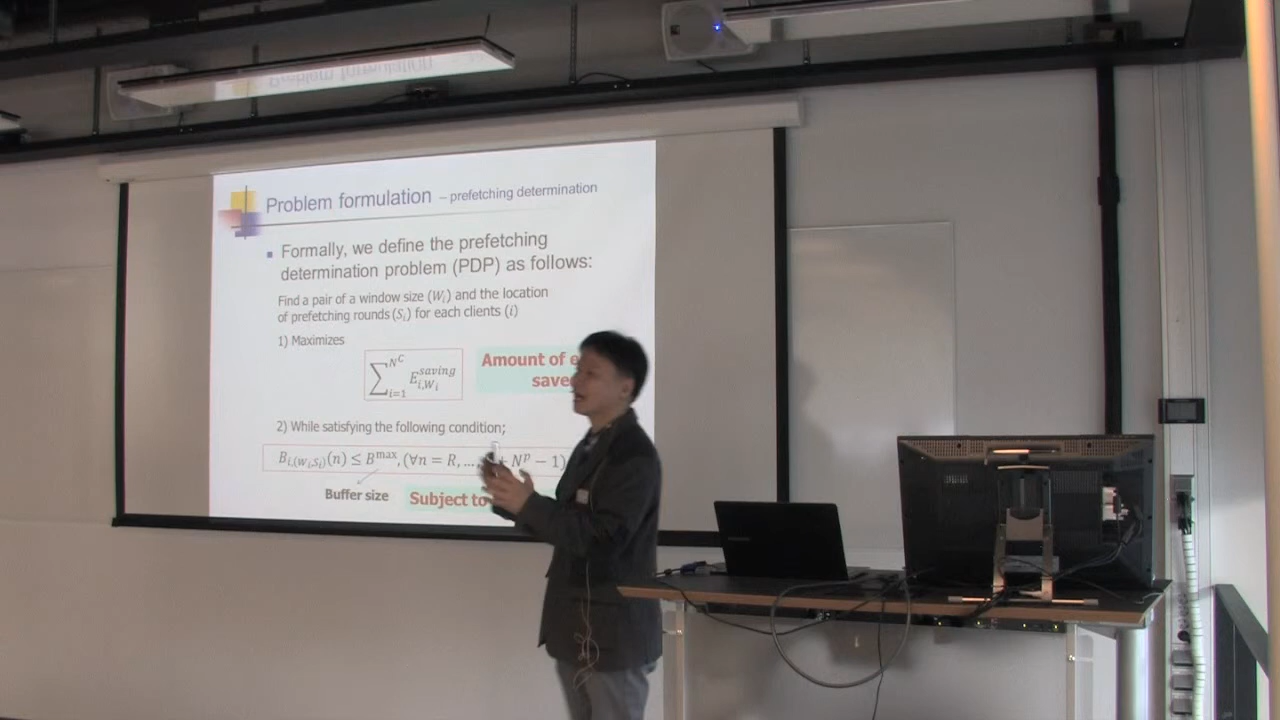 Problem formulation – prefetching determination
Formally, we define the prefetching
determination problem (PDP) as follows:
Find a pair of a window size (W_i) and the location
of prefetching rounds (S_i) for each clients (i)
1) Maximizes
∑_{i=1}^{N^C} E_{i,W_i}^{saving}
Amount of
save
2) While satisfying the following condition;
B_{i,(W_i,S_i)}(n) ≤ B^{max}, (∀n = R, ..., + N^p − 1)
Buffer size
Subject to